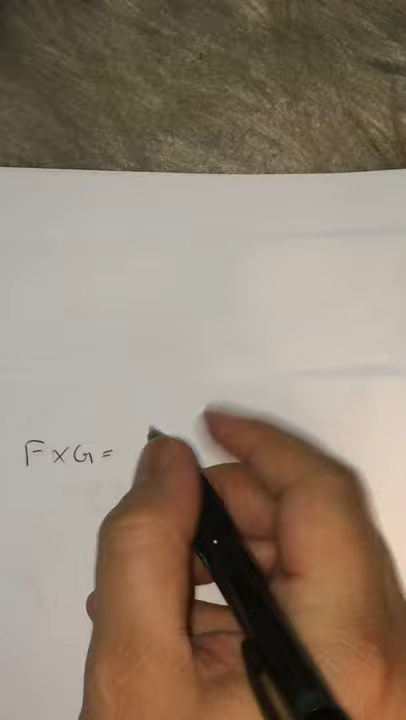 F × G =